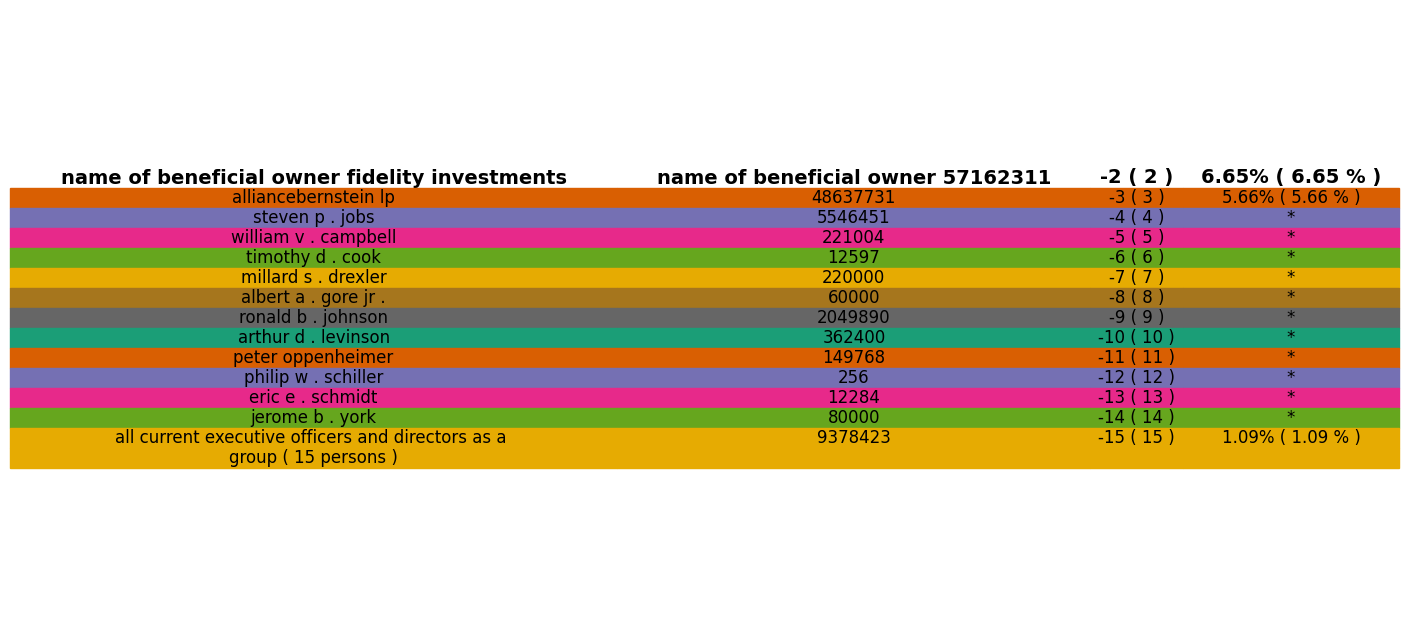 name of beneficial owner fidelity investments name of beneficial owner 57162311 -2 ( 2 ) 6.65% ( 6.65 % )
alliancebernstein lp 48637731 -3 ( 3 ) 5.66% ( 5.66 % )
steven p . jobs 5546451 -4 ( 4 ) *
william v . campbell 221004 -5 ( 5 ) *
timothy d . cook 12597 -6 ( 6 ) *
millard s . drexler 220000 -7 ( 7 ) *
albert a . gore jr . 60000 -8 ( 8 ) *
ronald b . johnson 2049890 -9 ( 9 ) *
arthur d . levinson 362400 -10 ( 10 ) *
peter oppenheimer 149768 -11 ( 11 ) *
philip w . schiller 256 -12 ( 12 ) *
eric e . schmidt 12284 -13 ( 13 ) *
jerome b . york 80000 -14 ( 14 ) *
all current executive officers and directors as a 9378423 -15 ( 15 ) 1.09% ( 1.09 % )
group ( 15 persons )